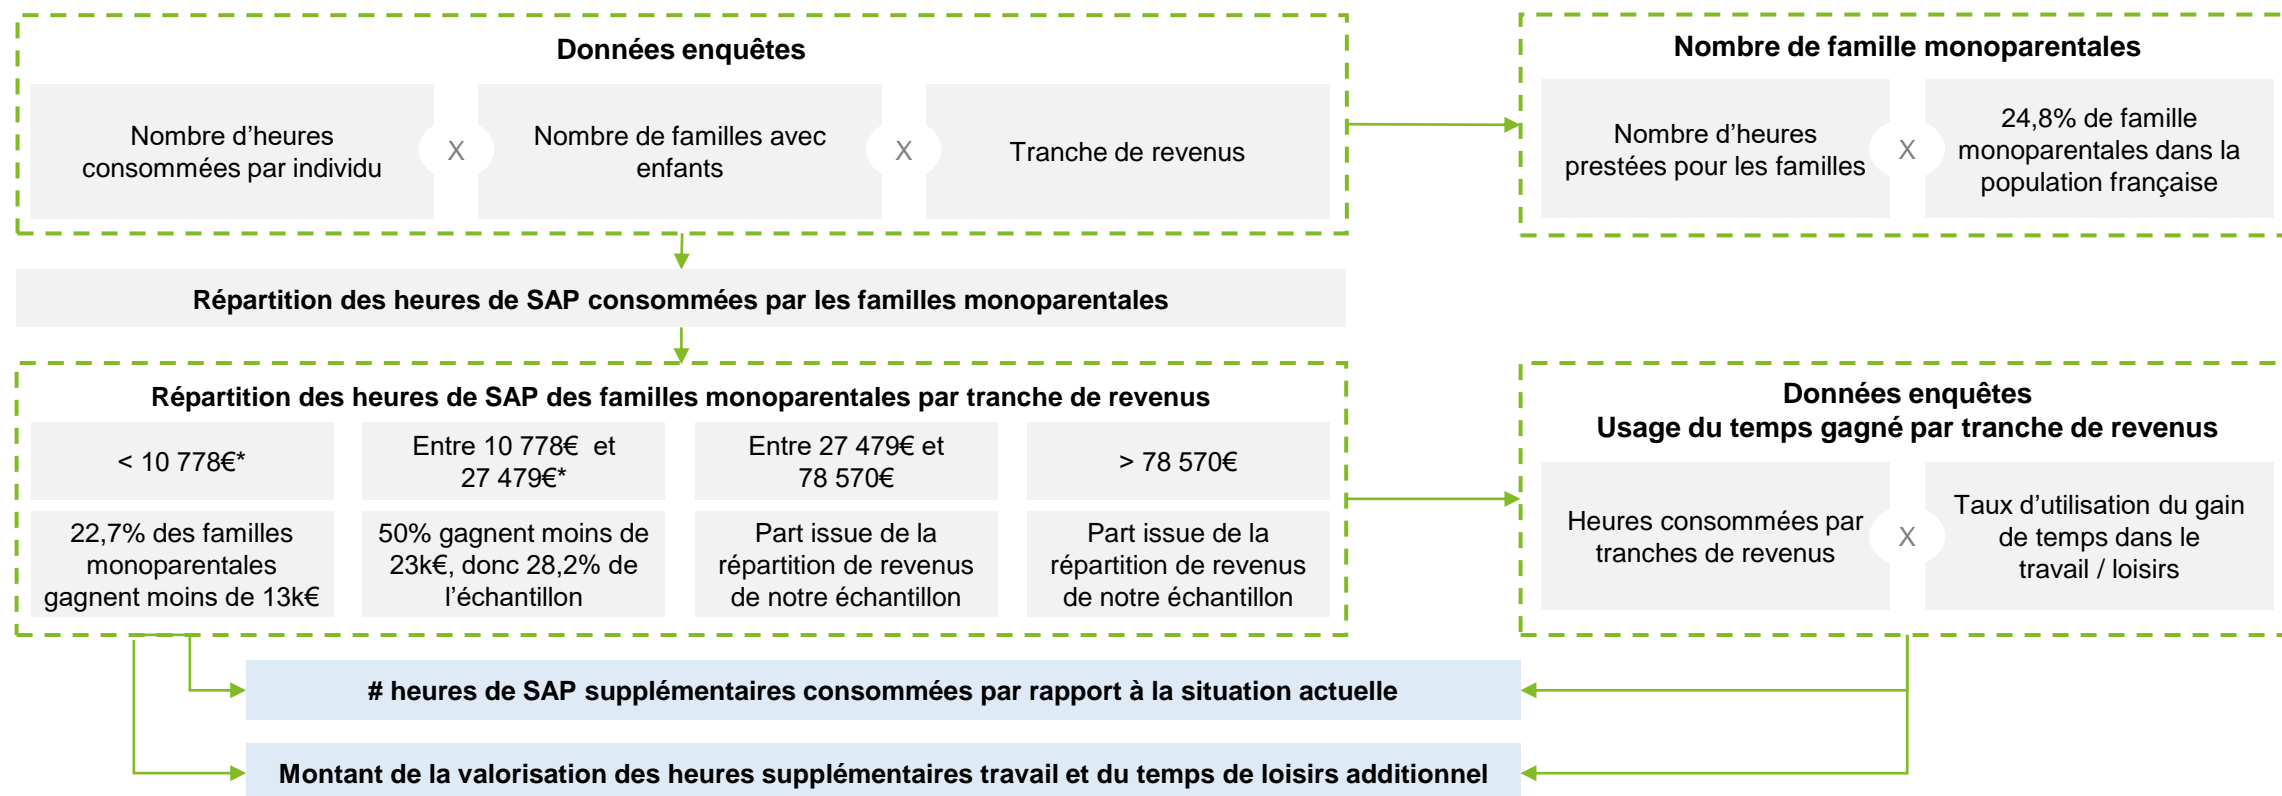 Données enquêtes
Nombre d'heures
consommées par individu
X
Nombre de familles avec
enfants
X
Tranche de revenus
Nombre de famille monoparentales
Nombre d'heures
prestées pour les familles
X
24,8% de famille
monoparentales dans la
population française
Répartition des heures de SAP consommées par les familles monoparentales
Répartition des heures de SAP des familles monoparentales par tranche de revenus
< 10 778€*
Entre 10 778€ et
27 479€*
Entre 27 479€ et
78 570€
> 78 570€
22,7% des familles
monoparentales
gagnent moins de 13k€
50% gagnent moins de
23k€, donc 28,2% de
l'échantillon
Part issue de la
répartition de revenus
de notre échantillon
Part issue de la
répartition de revenus
de notre échantillon
Données enquêtes
Usage du temps gagné par tranche de revenus
Heures consommées par
tranches de revenus
X
Taux d'utilisation du gain
de temps dans le
travail / loisirs
# heures de SAP supplémentaires consommées par rapport à la situation actuelle
Montant de la valorisation des heures supplémentaires travail et du temps de loisirs additionnel